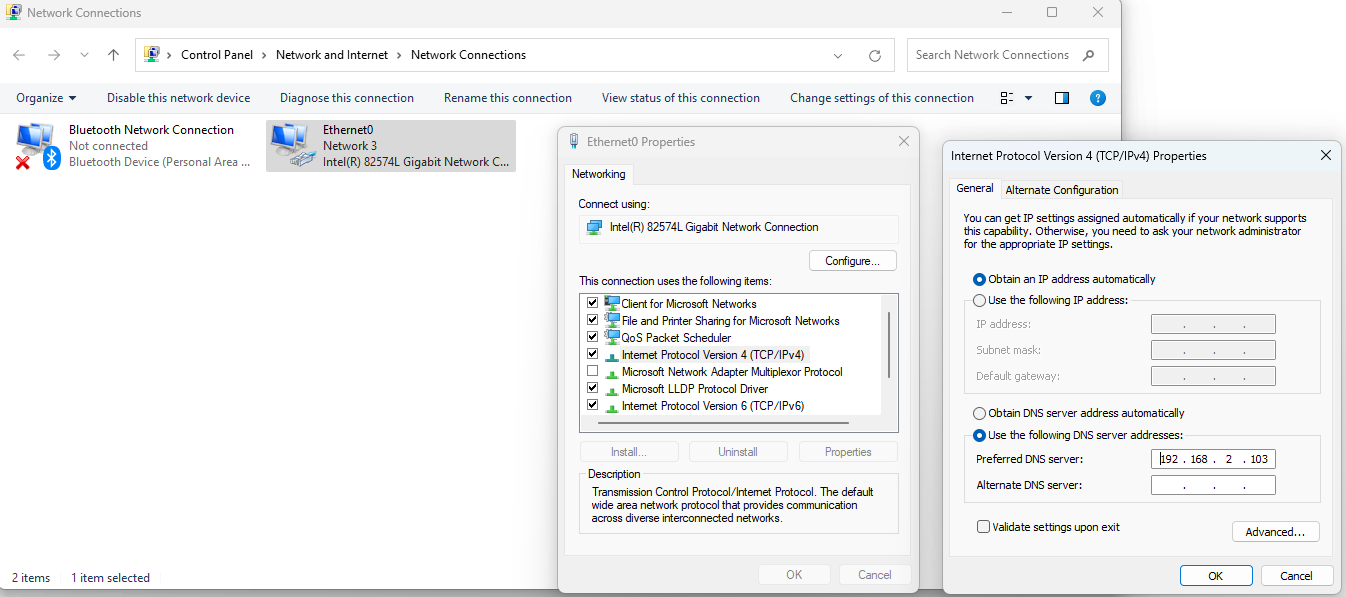 Network Connections
Control Panel > Network and Internet > Network Connections
Search Network Connections
Organize Disable this network device Diagnose this connection Rename this connection View status of this connection Change settings of this connection
Bluetooth Network Connection
Not connected
Bluetooth Device (Personal Area ...
Ethernet0
Network 3
Intel(R) 82574L Gigabit Network C...
2 items 1 item selected
Ethernet0 Properties
Networking
Connect using:
Intel(R) 82574L Gigabit Network Connection
Configure...
This connection uses the following items:
Client for Microsoft Networks
File and Printer Sharing for Microsoft Networks
QoS Packet Scheduler
Internet Protocol Version 4 (TCP/IPv4)
Microsoft Network Adapter Multiplexor Protocol
Microsoft LLDP Protocol Driver
Internet Protocol Version 6 (TCP/IPv6)
Install... Uninstall Properties
Description
Transmission Control Protocol/Internet Protocol. The default
wide area network protocol that provides communication
across diverse interconnected networks.
OK Cancel
Internet Protocol Version 4 (TCP/IPv4) Properties
General Alternate Configuration
You can get IP settings assigned automatically if your network supports
this capability. Otherwise, you need to ask your network administrator
for the appropriate IP settings.
Obtain an IP address automatically
Use the following IP address:
IP address: . . .
Subnet mask: . . .
Default gateway: . . .
Obtain DNS server address automatically
Use the following DNS server addresses:
Preferred DNS server: 192 . 168 . 2 . 103
Alternate DNS server: . . .
Validate settings upon exit
Advanced...
OK Cancel